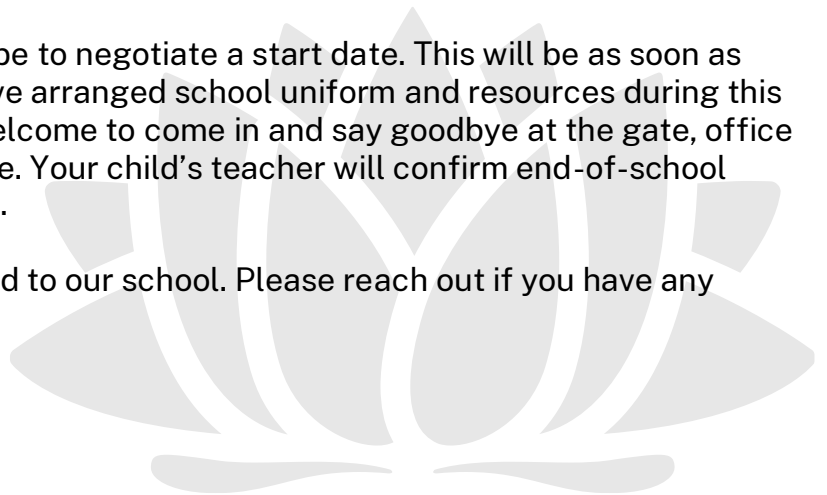 be to negotiate a start date. This will be as soon as
ve arranged school uniform and resources during this
elcome to come in and say goodbye at the gate, office
e. Your child’s teacher will confirm end-of-school
.
d to our school. Please reach out if you have any